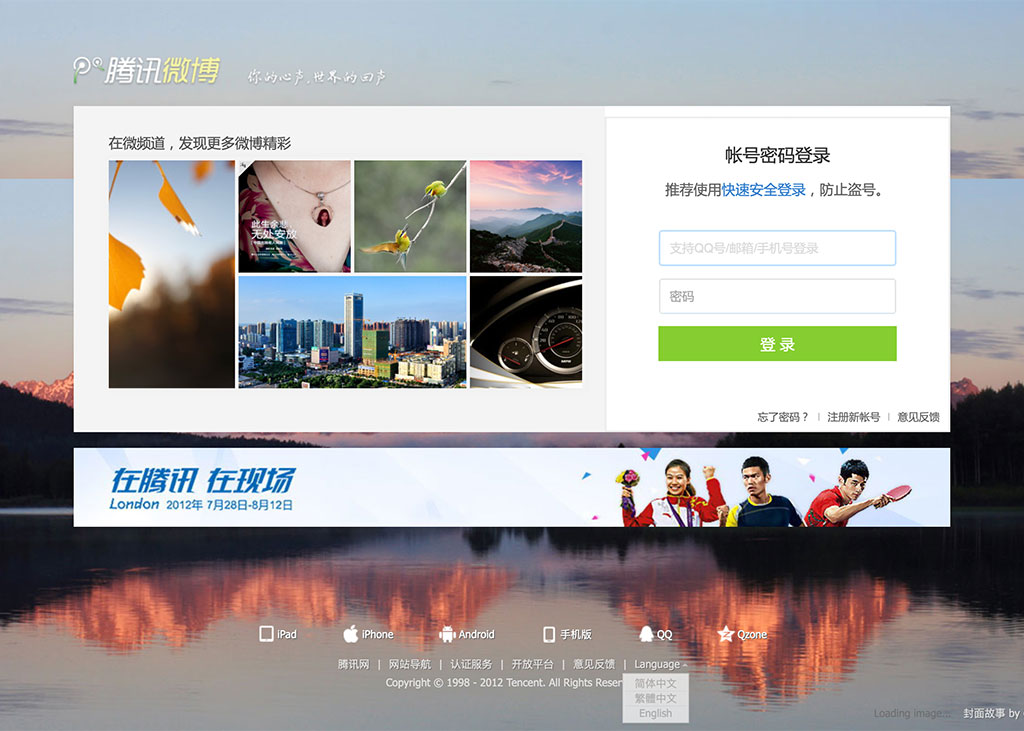 腾讯微博
你的心声,世界的回声
在微频道，发现更多微博精彩
此生余悲
无处安放
帐号密码登录
推荐使用快速安全登录，防止盗号。
支持QQ号/邮箱/手机号登录
密码
登 录
忘了密码？ | 注册新帐号 | 意见反馈
在腾讯 在现场
London 2012年 7月28日-8月12日
iPad iPhone Android 手机版 QQ Qzone
腾讯网 | 网站导航 | 认证服务 | 开放平台 | 意见反馈 | Language
Copyright © 1998 - 2012 Tencent. All Rights Reser
简体中文
繁體中文
English
Loading image...
封面故事 by